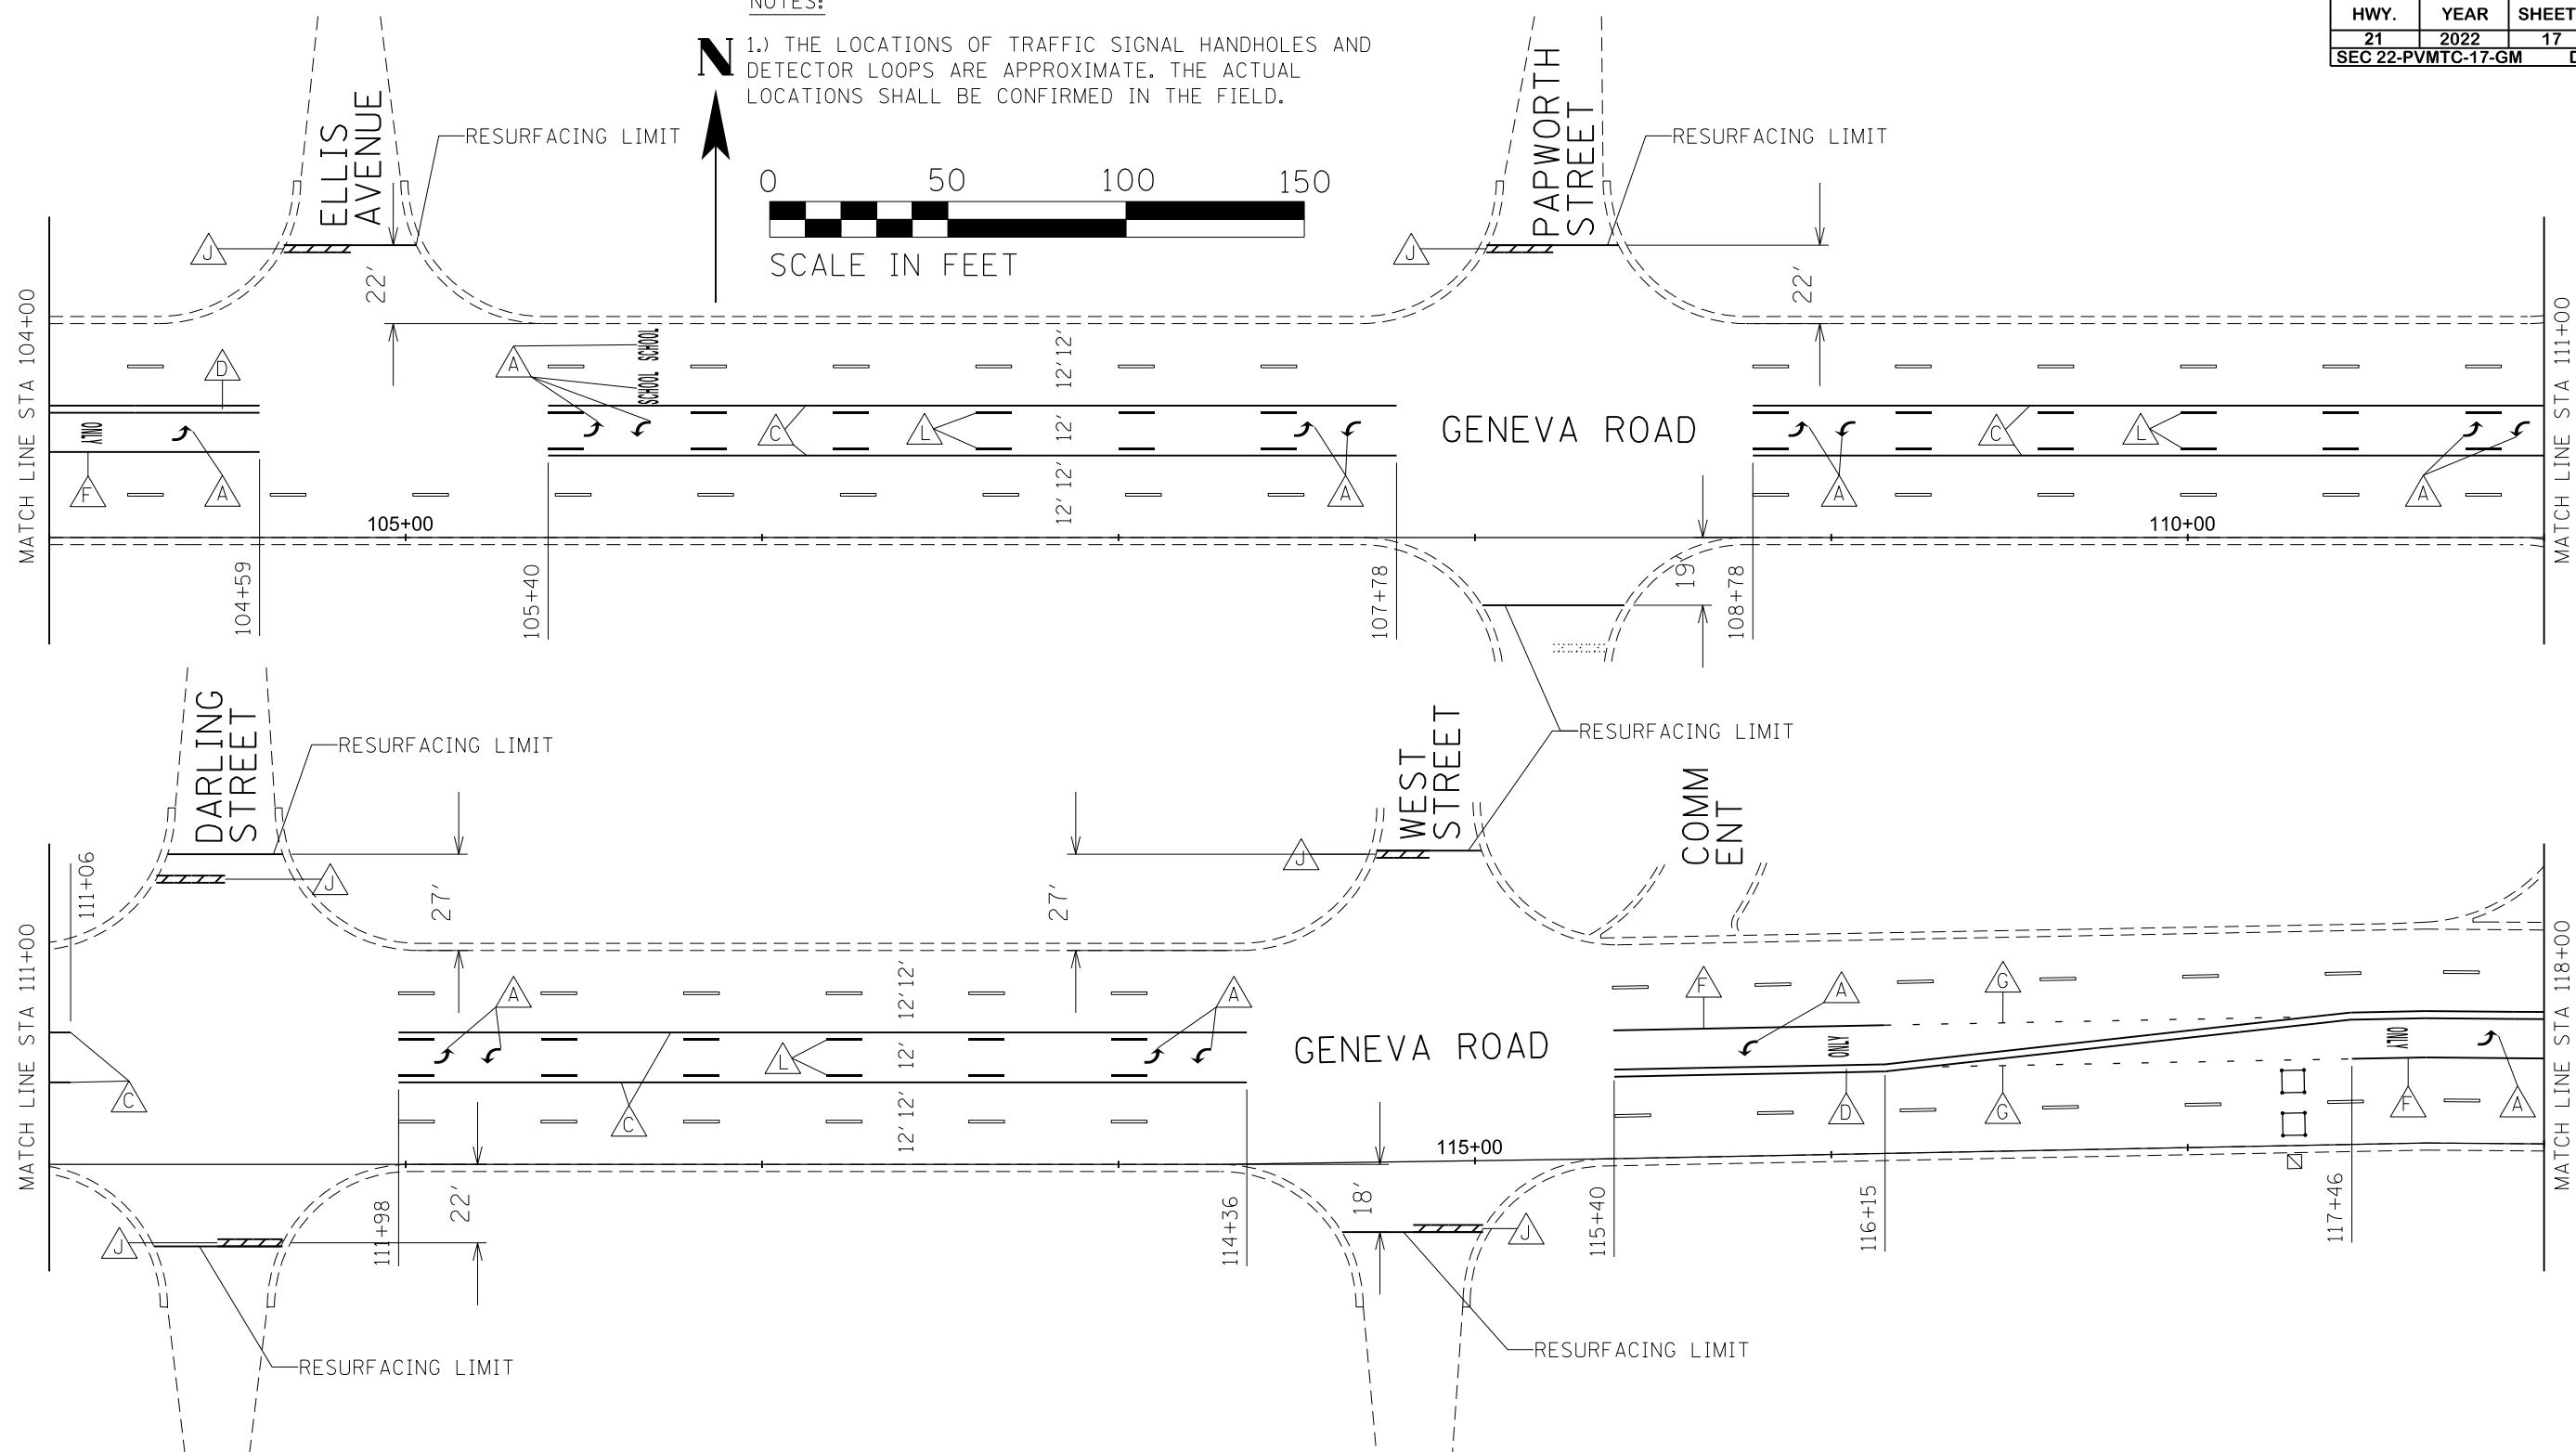 NOTES:
1.) THE LOCATIONS OF TRAFFIC SIGNAL HANDHOLES AND
DETECTOR LOOPS ARE APPROXIMATE. THE ACTUAL
LOCATIONS SHALL BE CONFIRMED IN THE FIELD.
N
HWY. YEAR SHEET
21 2022 17
SEC 22-PVMTC-17-GM
0 50 100 150
SCALE IN FEET
ELLIS
AVENUE
RESURFACING LIMIT
PAPWORTH
STREET
RESURFACING LIMIT
J
22'
J
22'
MATCH LINE STA 104+00
MATCH LINE STA 111+00
D
A
SCHOOL SCHOOL
12' 12'
ONLY
C
L
12'
GENEVA ROAD
C
L
F
A
12' 12'
A
A
A
105+00
110+00
104+59
105+40
107+78
19'
108+78
DARLING
STREET
RESURFACING LIMIT
WEST
STREET
RESURFACING LIMIT
COMM
ENT
111+06
J
27'
27'
J
MATCH LINE STA 111+00
MATCH LINE STA 118+00
A
12' 12'
A
F
A
G
L
12'
GENEVA ROAD
ONLY
ONLY
C
C
12' 12'
D
G
F
A
115+00
J
111+98
22'
114+36
18'
J
115+40
116+15
117+46
RESURFACING LIMIT
RESURFACING LIMIT